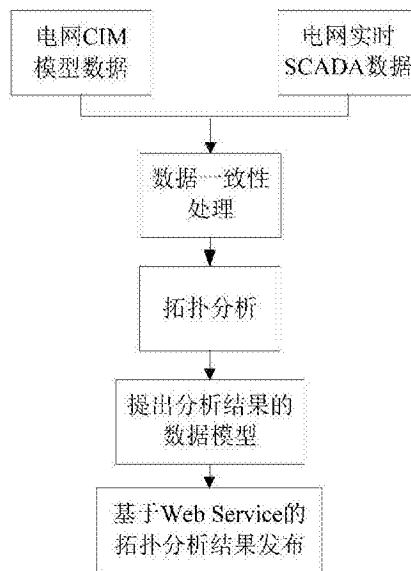 电网CIM
模型数据
电网实时
SCADA数据
数据一致性
处理
拓扑分析
提出分析结果的
数据模型
基于Web Service的
拓扑分析结果发布